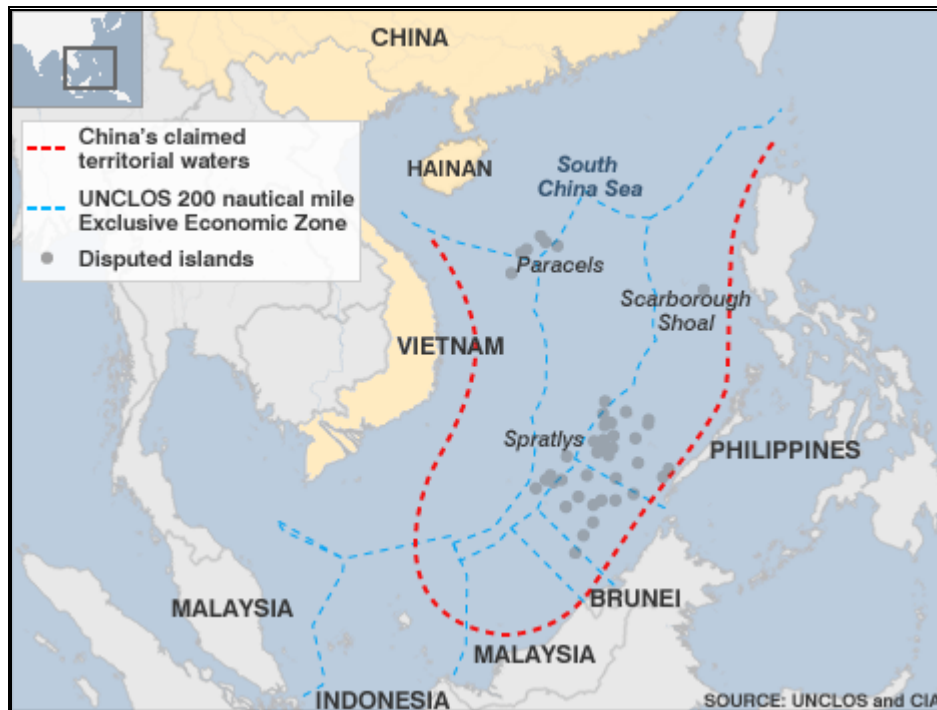 CHINA
China's claimed
territorial waters
UNCLOS 200 nautical mile
Exclusive Economic Zone
Disputed islands
HAINAN
South
China Sea
Paracels
Scarborough
Shoal
VIETNAM
Spratlys
PHILIPPINES
MALAYSIA
BRUNEI
MALAYSIA
INDONESIA
SOURCE: UNCLOS and CIA